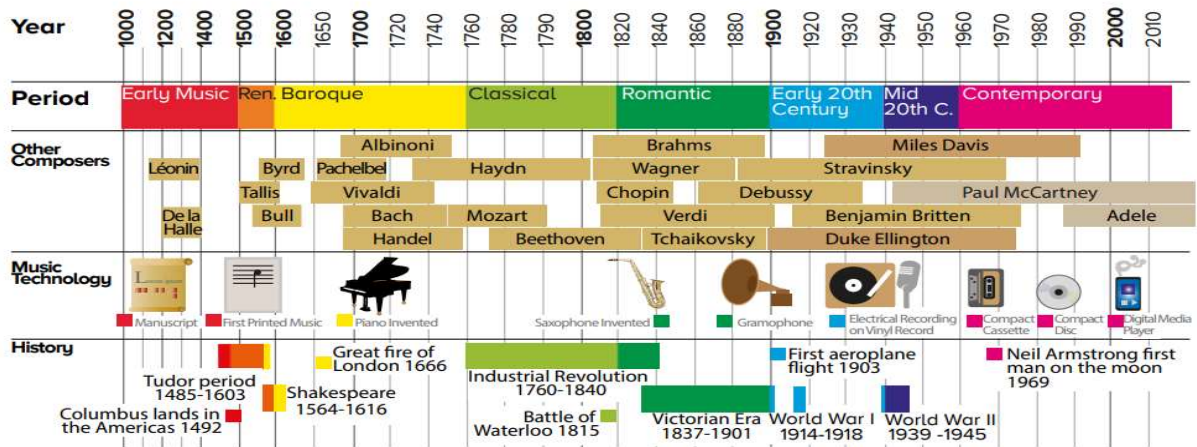 Year
1000 1200 1400 1500 1600 1650 1700 1720 1740 1760 1780 1790 1800 1820 1840 1860 1880 1900 1920 1930 1940 1950 1960 1970 1980 1990 2000 2010
Period
Early Music Ren. Baroque Classical Romantic Early 20th Century Mid 20th C. Contemporary
Other Composers
Albinoni Brahms Miles Davis
Léonin Byrd Pachelbel Haydn Wagner Stravinsky
Tallis Vivaldi Chopin Debussy Paul McCartney
De la Halle Bull Bach Mozart Verdi Benjamin Britten Adele
Handel Beethoven Tchaikovsky Duke Ellington
Music Technology
Manuscript First Printed Music Piano Invented Saxophone Invented Gramophone Electrical Recording on Vinyl Record Compact Cassette Compact Disc Digital Media Player
History
Tudor period
1485-1603
Columbus lands in
the Americas 1492
Great fire of
London 1666
Shakespeare
1564-1616
Industrial Revolution
1760-1840
Battle of
Waterloo 1815
Victorian Era
1837-1901
First aeroplane
flight 1903
World War I
1914-1918
World War II
1939 -1945
Neil Armstrong first
man on the moon
1969